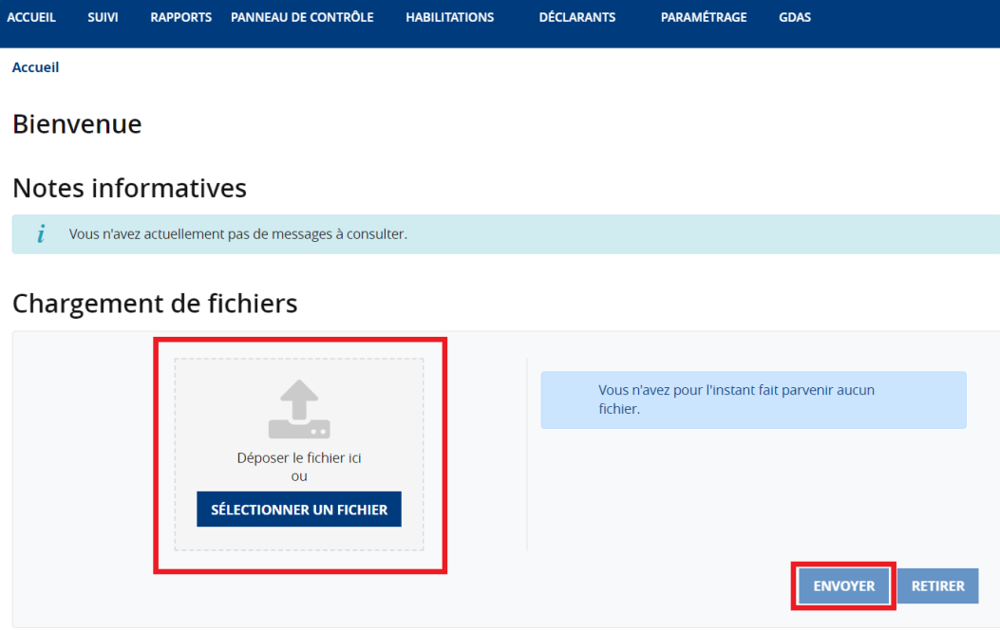 ACCUEIL SUIVI RAPPORTS PANNEAU DE CONTRÔLE HABILITATIONS DÉCLARANTS PARAMÉTRAGE GDAS
Accueil
Bienvenue
Notes informatives
i Vous n'avez actuellement pas de messages à consulter.
Chargement de fichiers
Déposer le fichier ici
ou
SÉLECTIONNER UN FICHIER
Vous n'avez pour l'instant fait parvenir aucun
fichier.
ENVOYER RETIRER